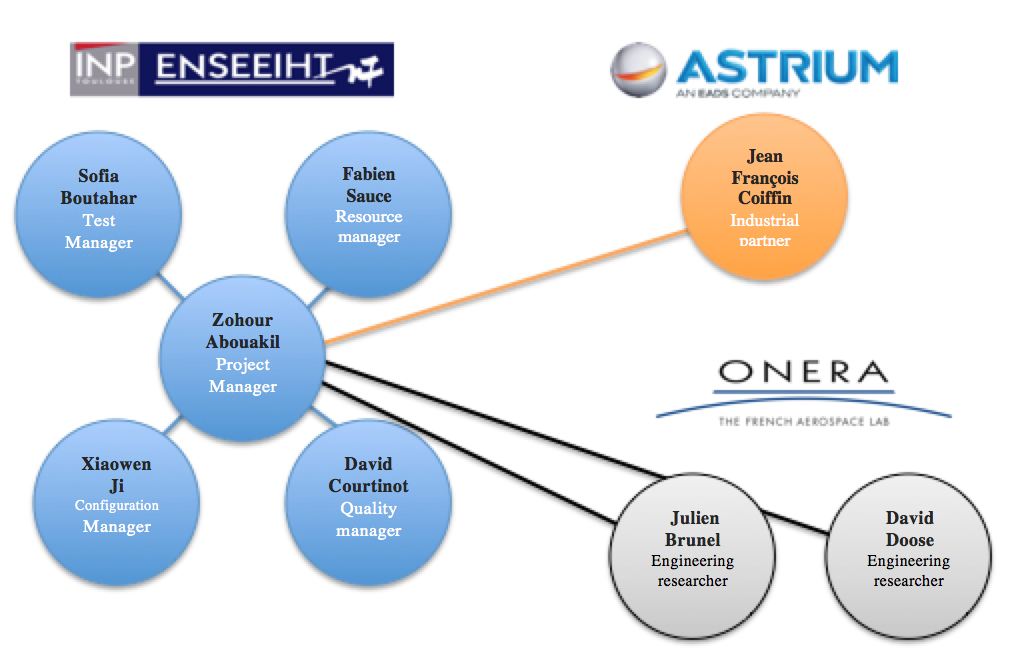 INP
TOULOUSE
ENSEEIHT
ASTRIUM
AN EADS COMPANY
Sofia
Boutahar
Test
Manager
Fabien
Sauce
Resource
manager
Jean
François
Coiffin
Industrial
partner
Zohour
Abouakil
Project
Manager
ONERA
THE FRENCH AEROSPACE LAB
Xiaowen
Ji
Configuration
Manager
David
Courtinot
Quality
manager
Julien
Brunel
Engineering
researcher
David
Doose
Engineering
researcher